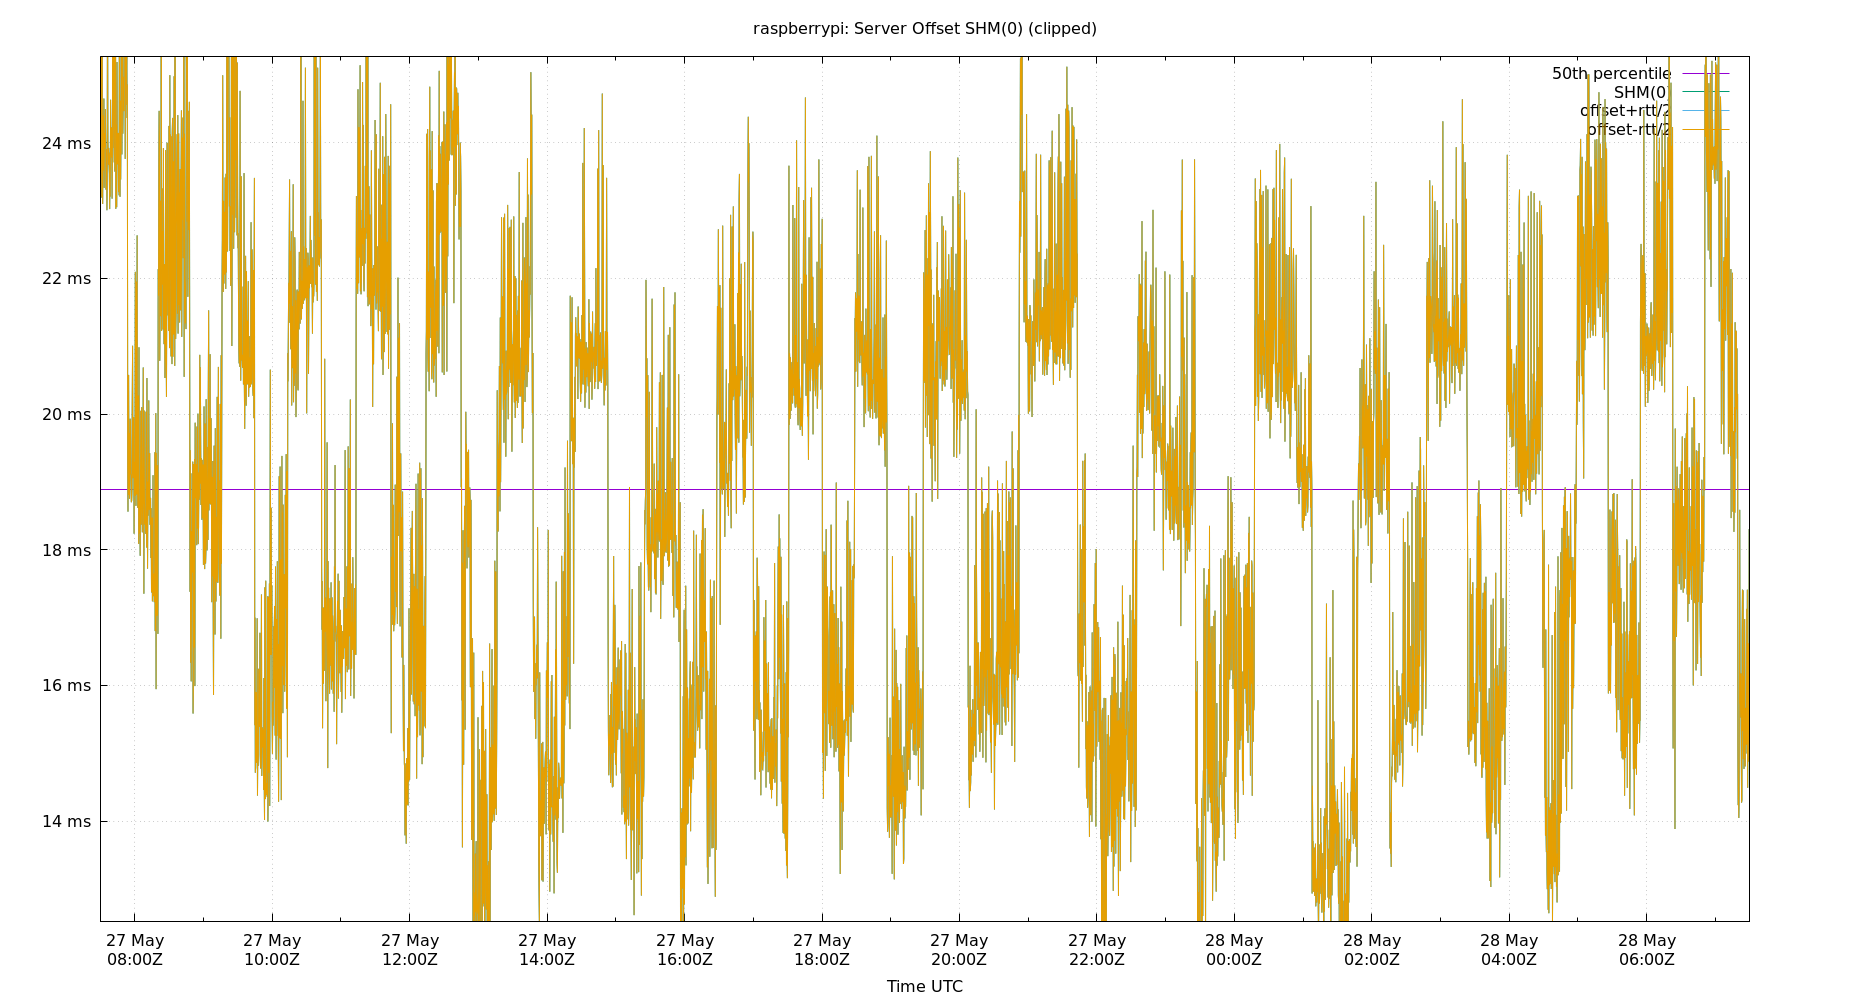 raspberrypi: Server Offset SHM(0) (clipped)
50th percentile
SHM(0)
offset+rtt/2
offset-rtt/2
24 ms
22 ms
20 ms
18 ms
16 ms
14 ms
27 May 27 May 27 May 27 May 27 May 27 May 27 May 27 May 28 May 28 May 28 May 28 May
08:00Z 10:00Z 12:00Z 14:00Z 16:00Z 18:00Z 20:00Z 22:00Z 00:00Z 02:00Z 04:00Z 06:00Z
Time UTC